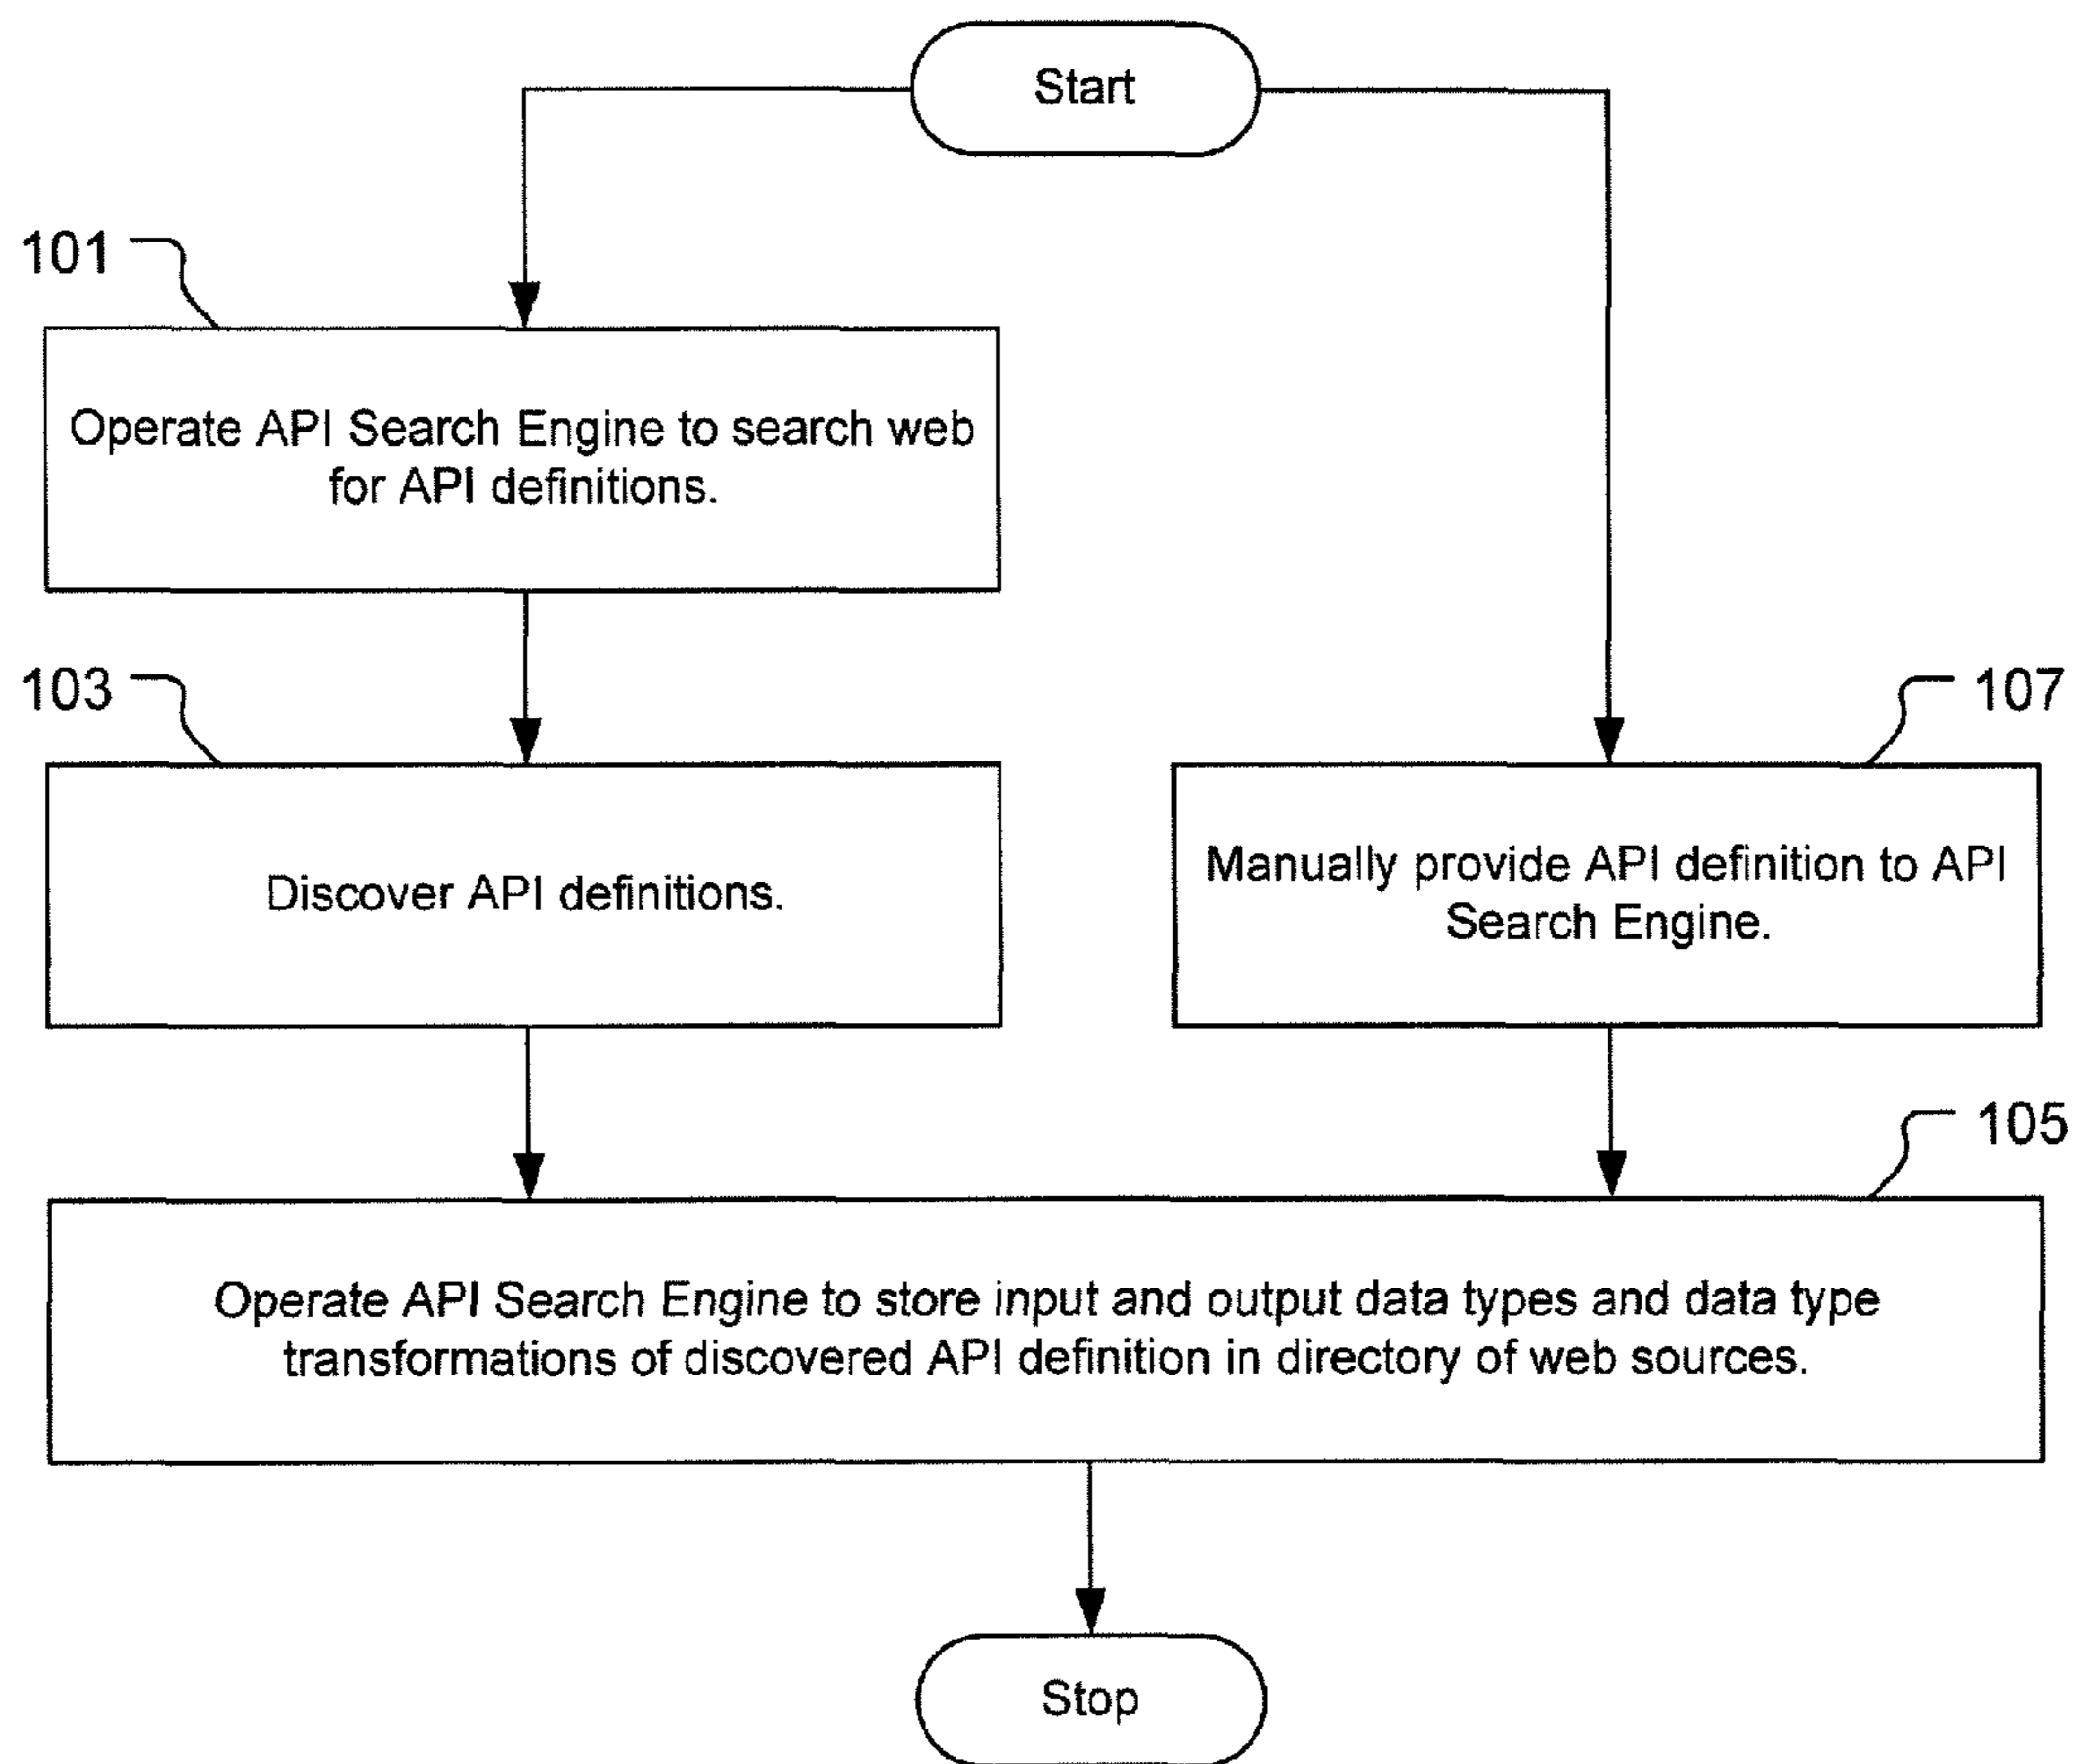 Start
101
Operate API Search Engine to search web
for API definitions.
103
Discover API definitions.
107
Manually provide API definition to API
Search Engine.
105
Operate API Search Engine to store input and output data types and data type
transformations of discovered API definition in directory of web sources.
Stop